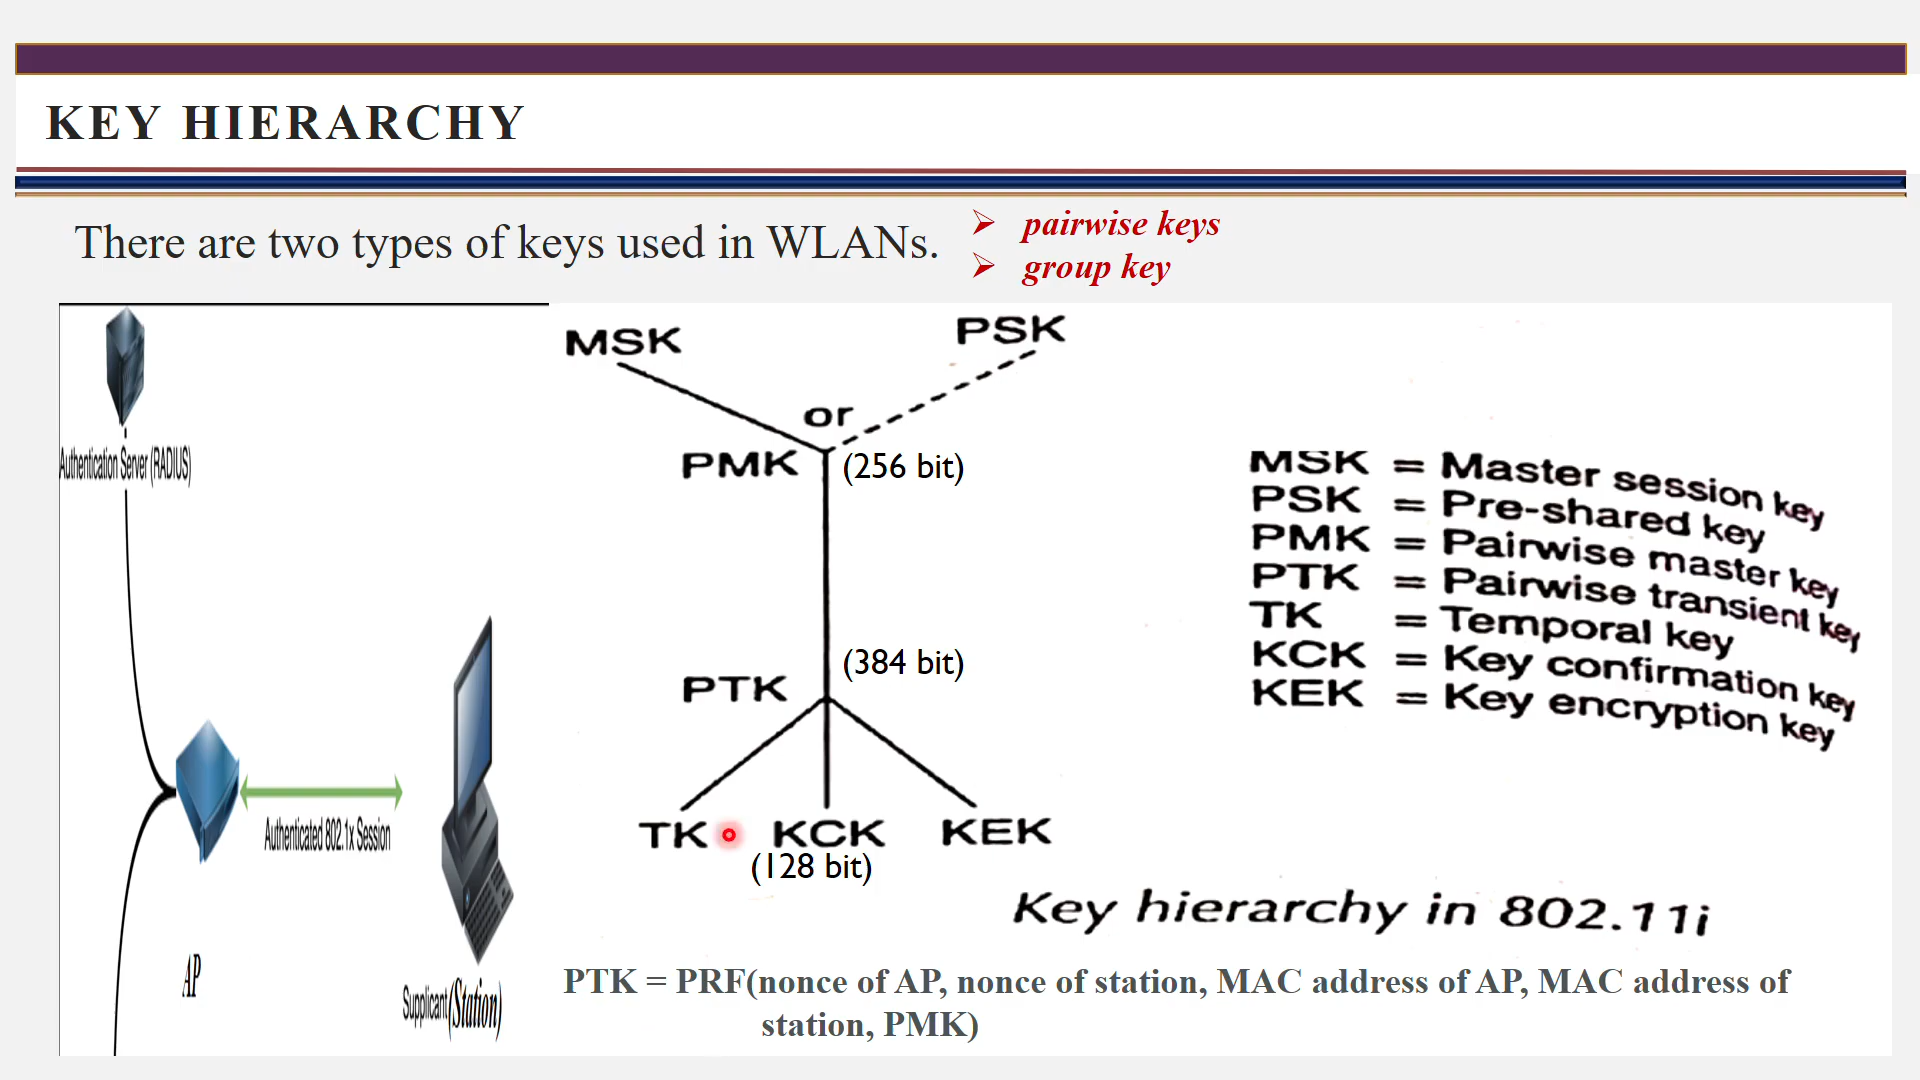 KEY HIERARCHY
There are two types of keys used in WLANs.
pairwise keys
group key
Authentication Server (RADIUS)
AP
Authenticated 802.1x Session
Supplicant (Station)
MSK
PSK
or
PMK (256 bit)
(384 bit)
PTK
TK KCK KEK
(128 bit)
MSK = Master session key
PSK = Pre-shared key
PMK = Pairwise master key
PTK = Pairwise transient key
TK = Temporal key
KCK = Key confirmation key
KEK = Key encryption key
Key hierarchy in 802.11i
PTK = PRF(nonce of AP, nonce of station, MAC address of AP, MAC address of
station, PMK)